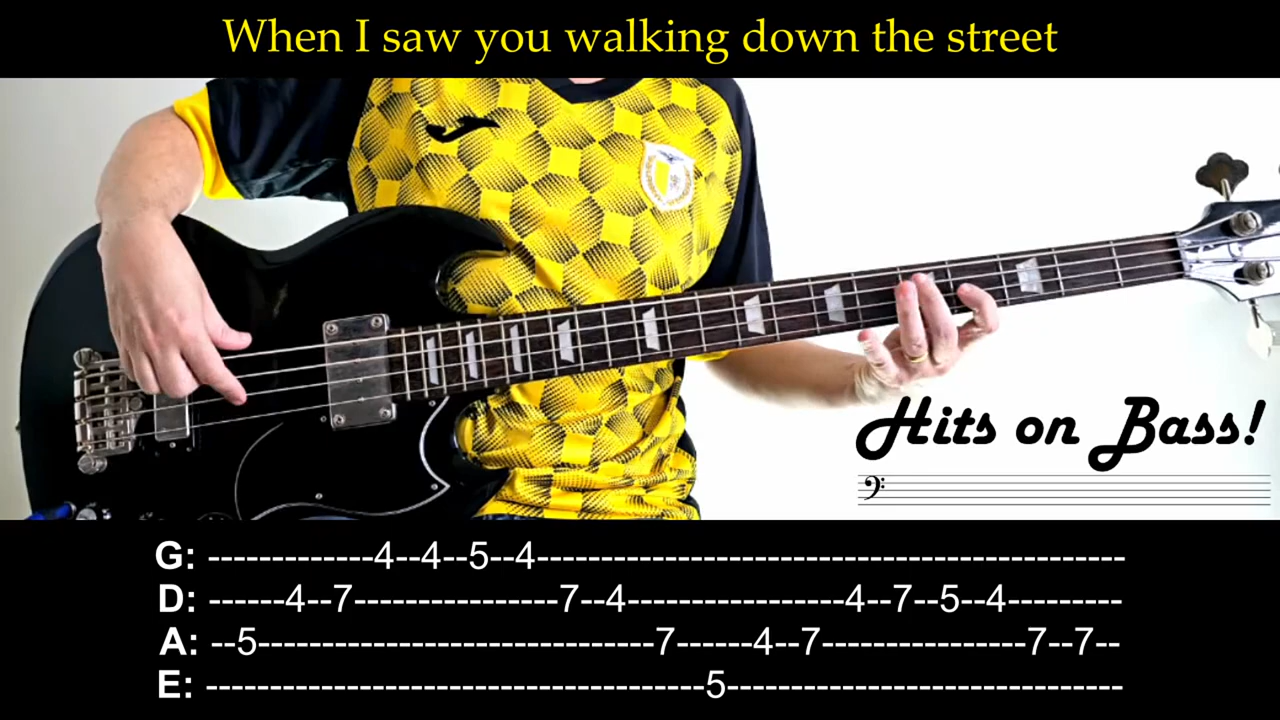 When I saw you walking down the street
Hits on Bass!
G: -------------4--4--5--4----------------------------------------------
D: ------4--7----------------7--4-----------------4--7--5--4---------
A: --5-------------------------------7------4--7----------------7--7--
E: ---------------------------------------5-------------------------------